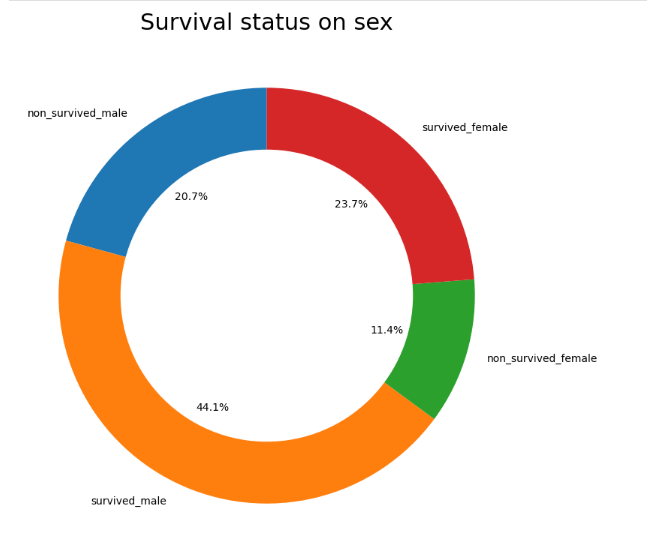 Survival status on sex
non_survived_male
survived_female
20.7%
23.7%
11.4%
non_survived_female
44.1%
survived_male